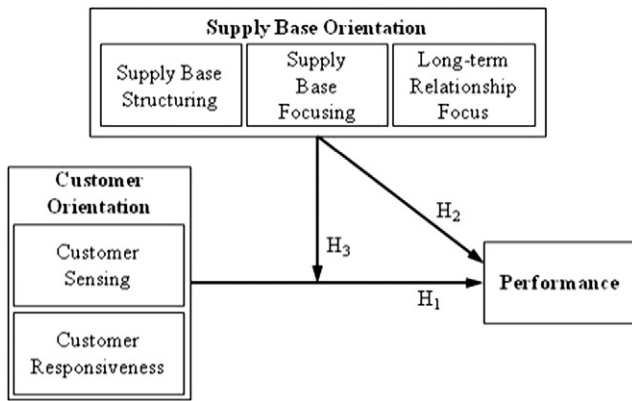 Supply Base Orientation
Supply Base
Structuring
Supply
Base
Focusing
Long-term
Relationship
Focus
Customer
Orientation
Customer
Sensing
Customer
Responsiveness
H2
H3
H1
Performance